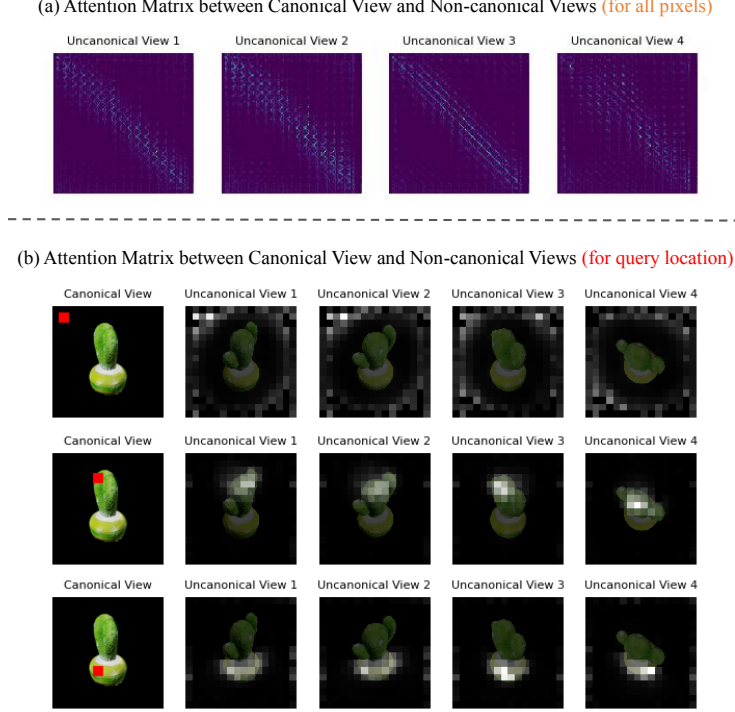 (a) Attention Matrix between Canonical View and Non-canonical Views (for all pixels)
Uncanonical View 1 Uncanonical View 2 Uncanonical View 3 Uncanonical View 4
(b) Attention Matrix between Canonical View and Non-canonical Views (for query location)
Canonical View Uncanonical View 1 Uncanonical View 2 Uncanonical View 3 Uncanonical View 4
Canonical View Uncanonical View 1 Uncanonical View 2 Uncanonical View 3 Uncanonical View 4
Canonical View Uncanonical View 1 Uncanonical View 2 Uncanonical View 3 Uncanonical View 4